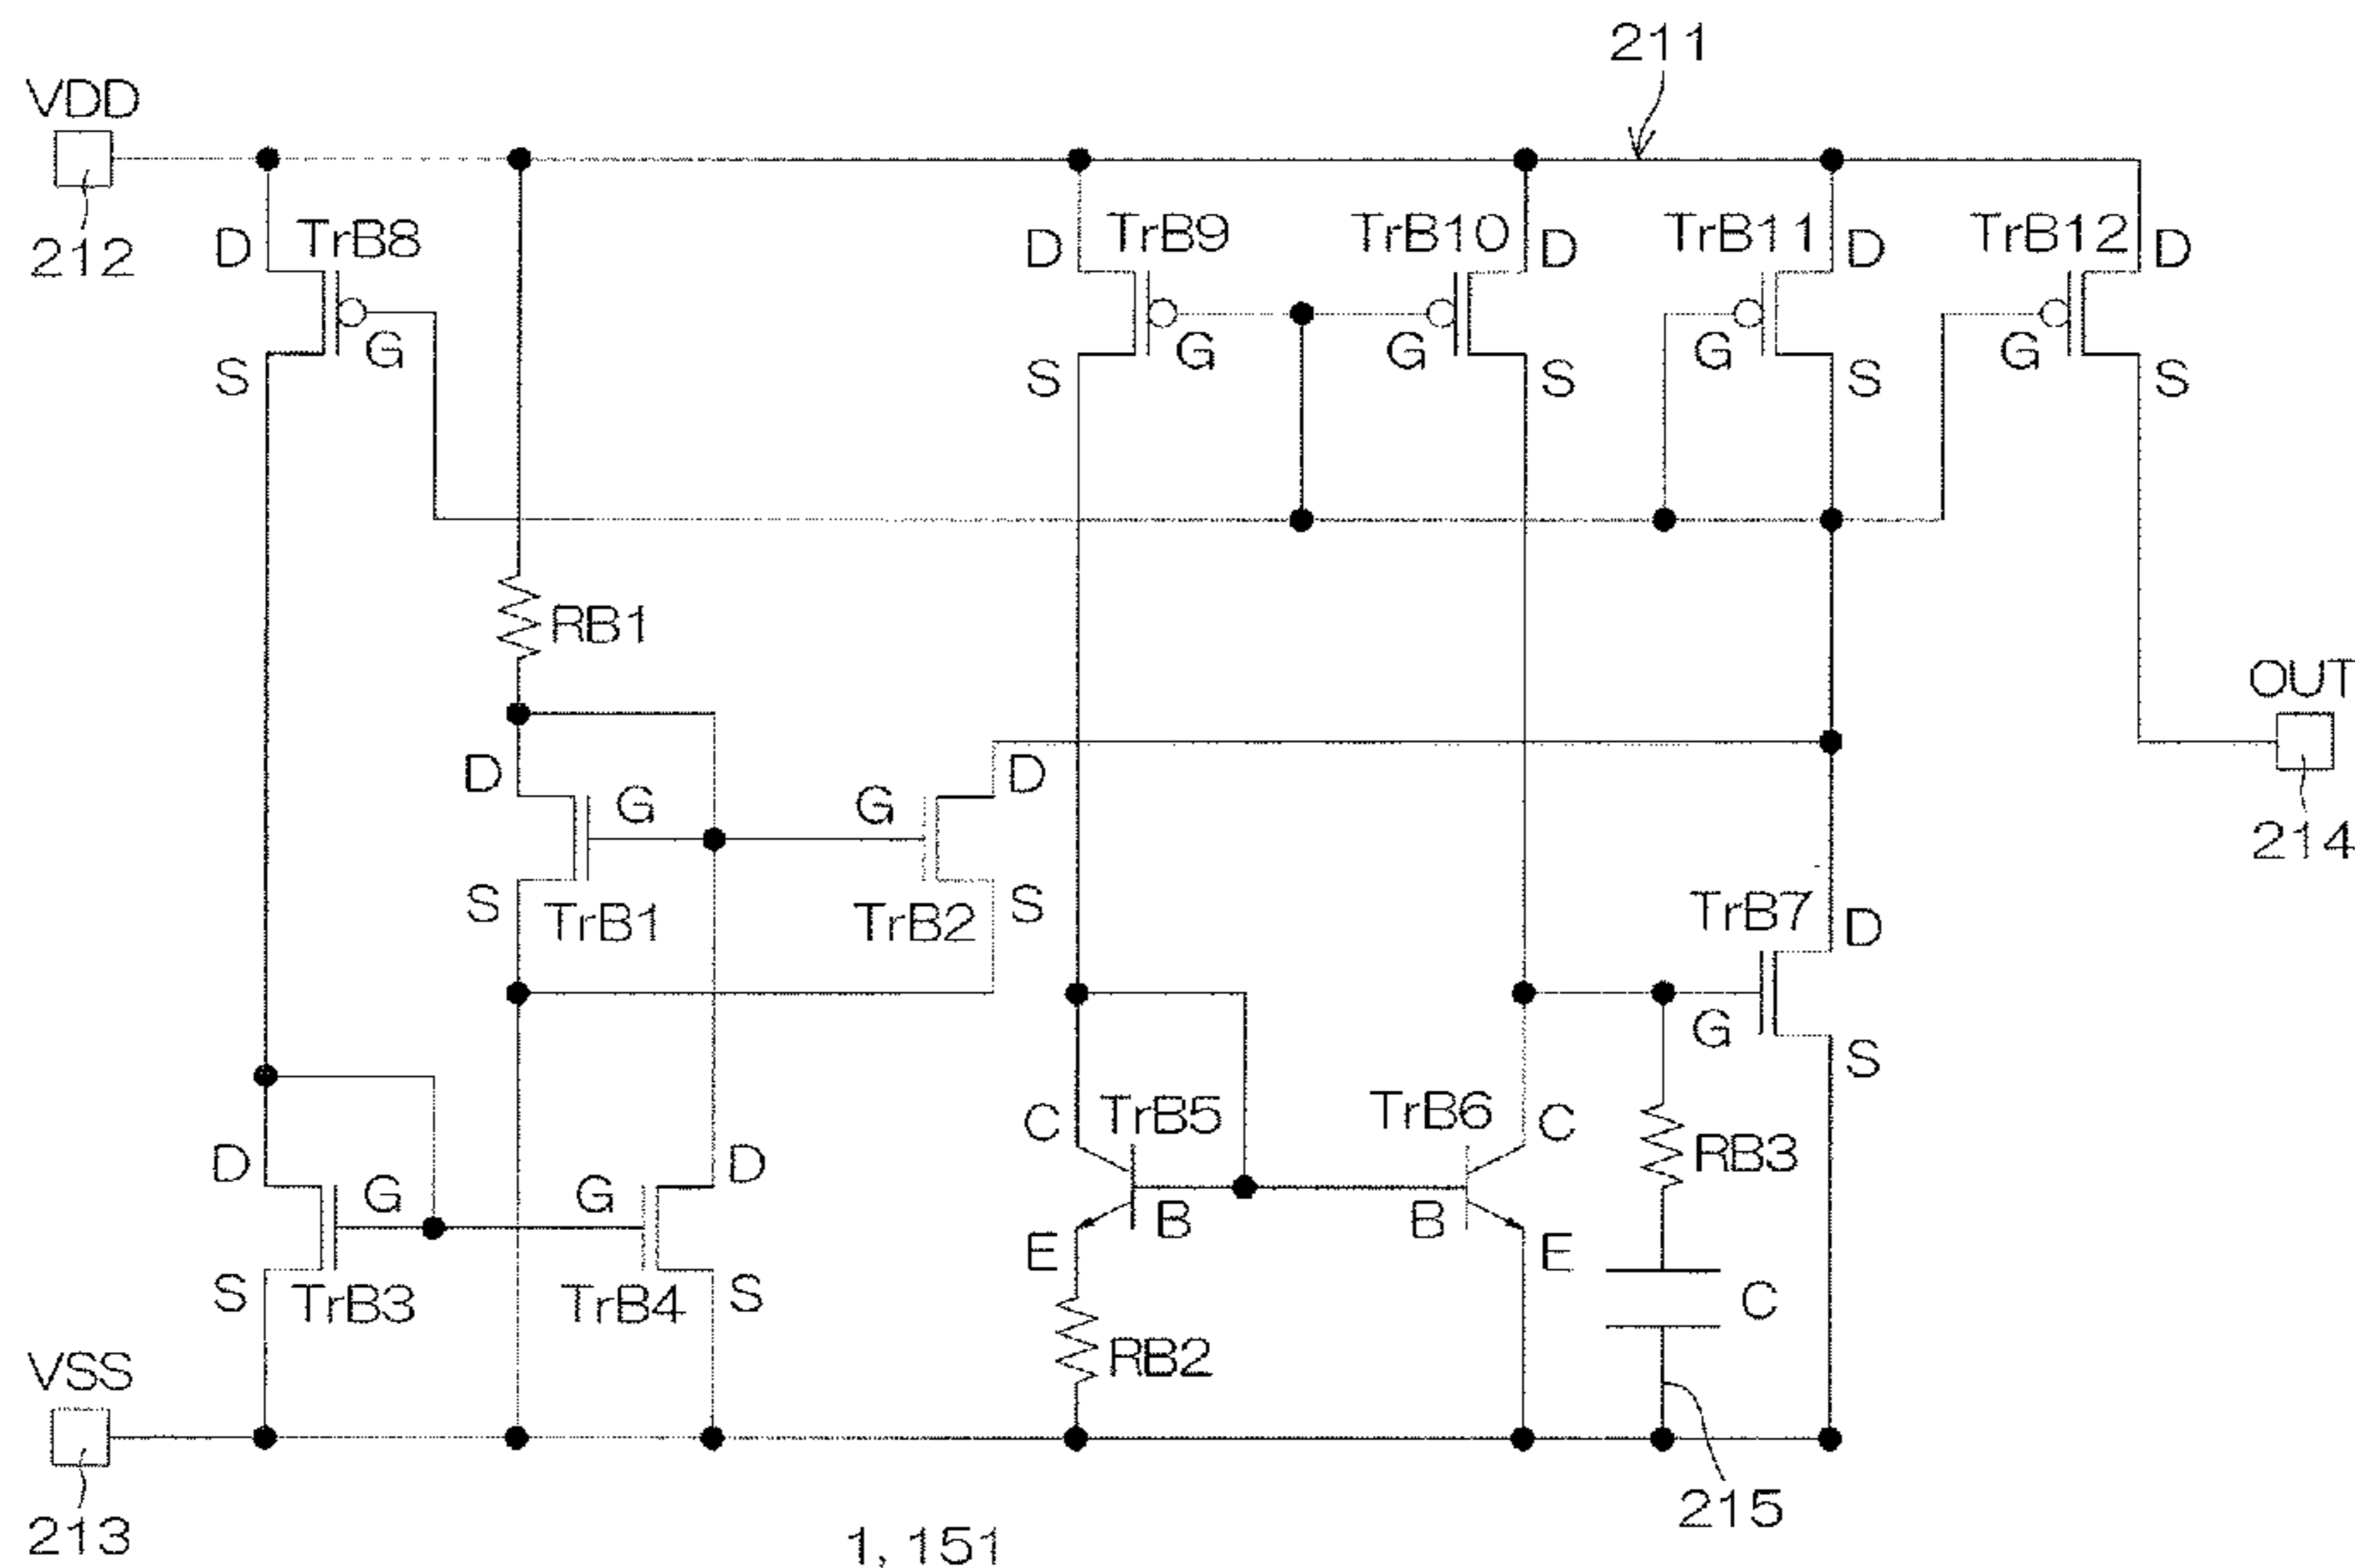 211
VDD
212
D TrB8
G
S
D TrB9
G
S
TrB10 D
G
S
TrB11 D
G
S
TrB12 D
G
S
RB1
OUT
214
D
G
S
TrB1
G
D
S
TrB2
TrB7
D
G
S
C
TrB5
B
E
TrB6
C
B
E
RB3
C
D
G
S
TrB3
G
D
S
TrB4
RB2
VSS
213
215
1, 151